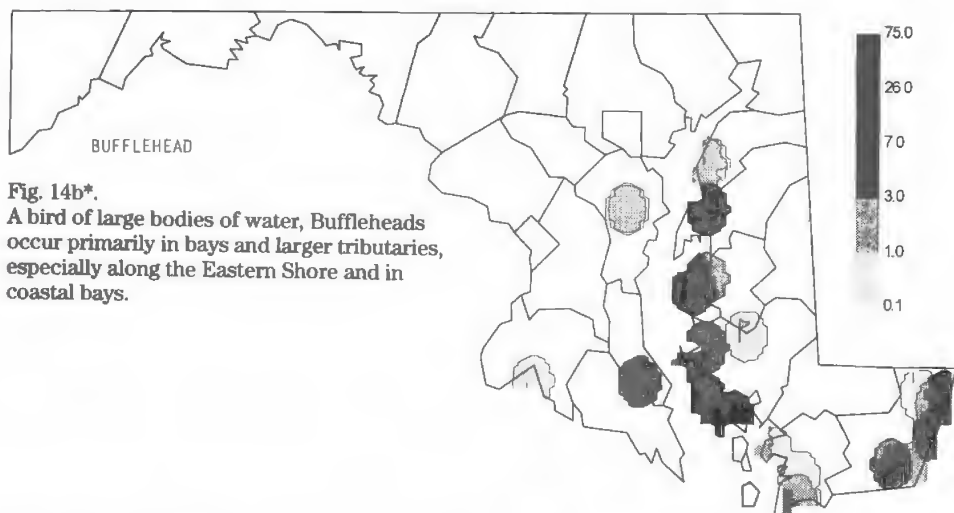 BUFFLEHEAD
Fig. 14b*.
A bird of large bodies of water, Buffleheads
occur primarily in bays and larger tributaries,
especially along the Eastern Shore and in
coastal bays.
75.0
26.0
7.0
3.0
1.0
0.1